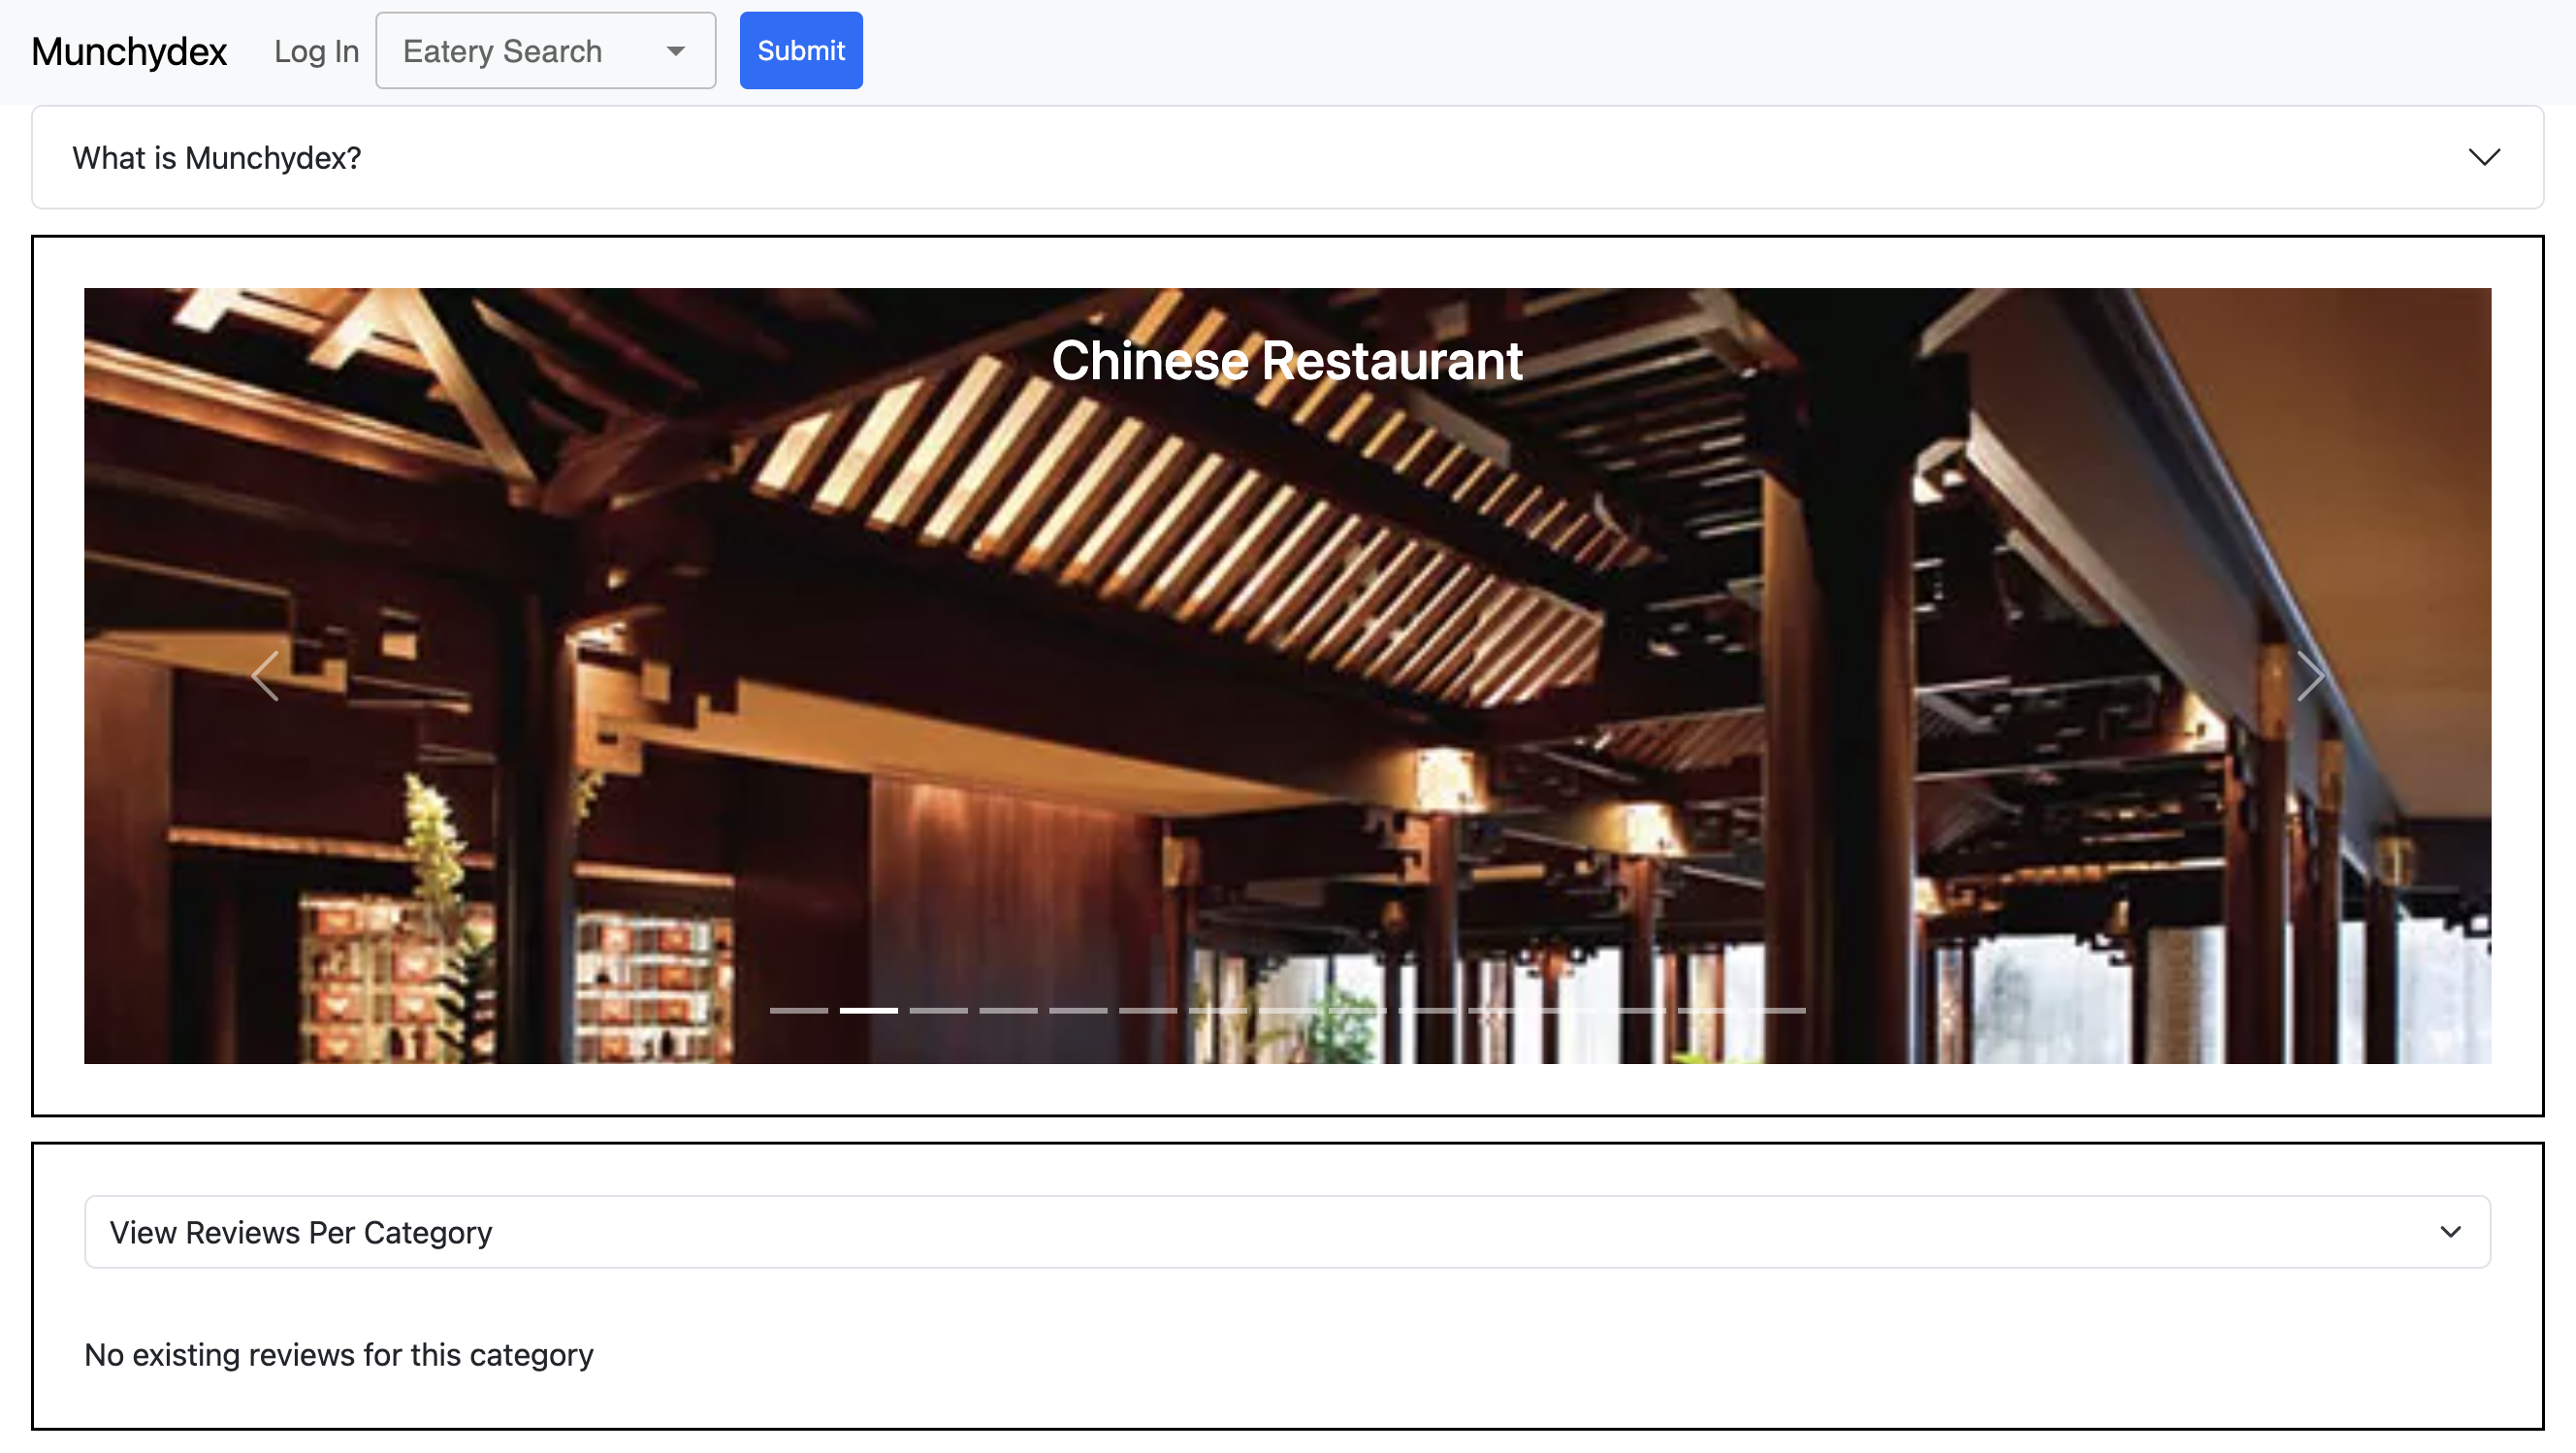 Munchydex Log In Eatery Search Submit
What is Munchydex?
Chinese Restaurant
View Reviews Per Category
No existing reviews for this category